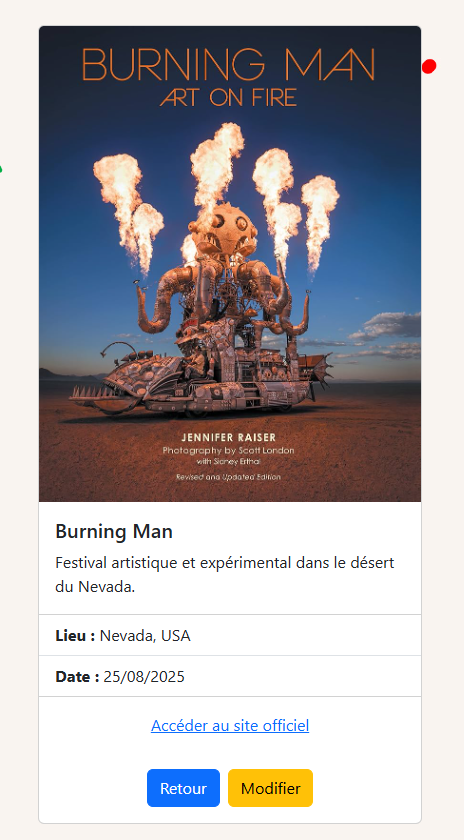 BURNING MAN
ART ON FIRE
JENNIFER RAISER
Photography by Scott London
with Sidney Erthal
Revised and Updated Edition
Burning Man
Festival artistique et expérimental dans le désert
du Nevada.
Lieu : Nevada, USA
Date : 25/08/2025
Accéder au site officiel
Retour
Modifier